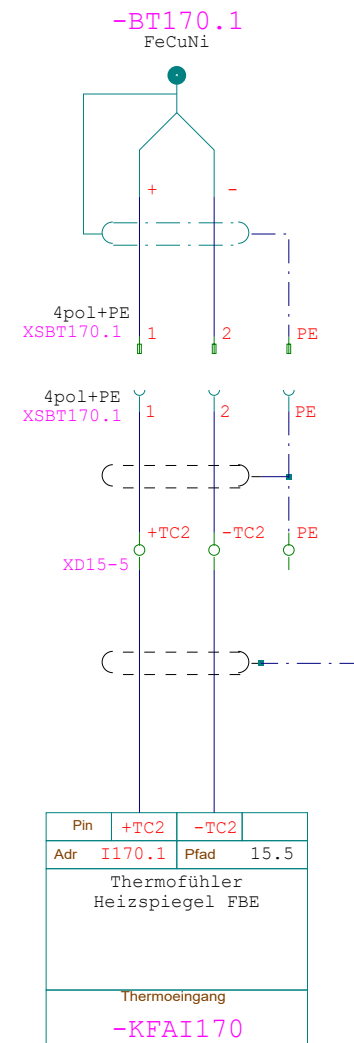 -BT170.1
FeCuNi
+ -
4pol+PE
XSBT170.1 1 2 PE
4pol+PE
XSBT170.1 1 2 PE
+TC2 -TC2 PE
XD15-5
Pin +TC2 -TC2
Adr I170.1 Pfad 15.5
Thermofühler
Heizspiegel FBE
Thermoeingang
-KFAI170